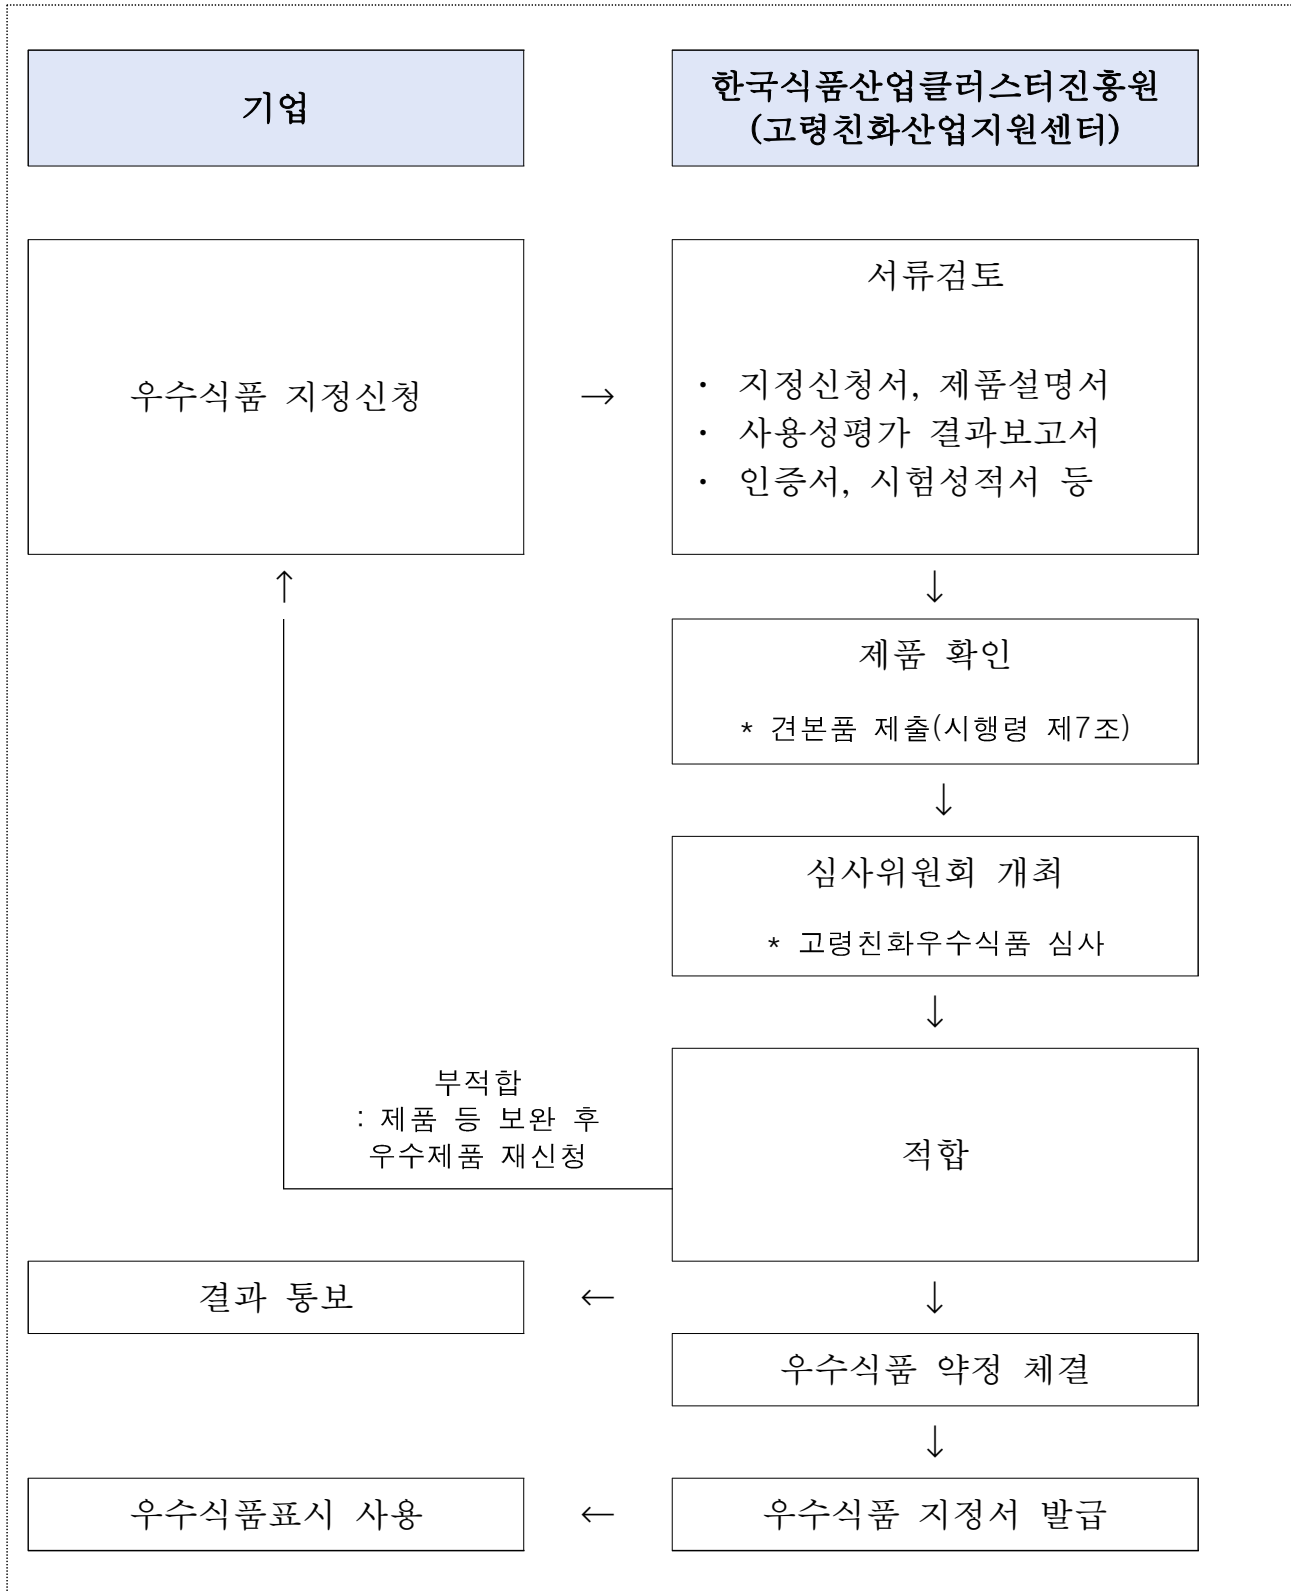 기업
한국식품산업클러스터진흥원
(고령친화산업지원센터)
우수식품 지정신청
→
서류검토
· 지정신청서, 제품설명서
· 사용성평가 결과보고서
· 인증서, 시험성적서 등
↑
↓
제품 확인
* 견본품 제출(시행령 제7조)
↓
심사위원회 개최
* 고령친화우수식품 심사
↓
부적합
: 제품 등 보완 후
우수제품 재신청
적합
결과 통보
←
↓
우수식품 약정 체결
↓
우수식품표시 사용
←
우수식품 지정서 발급